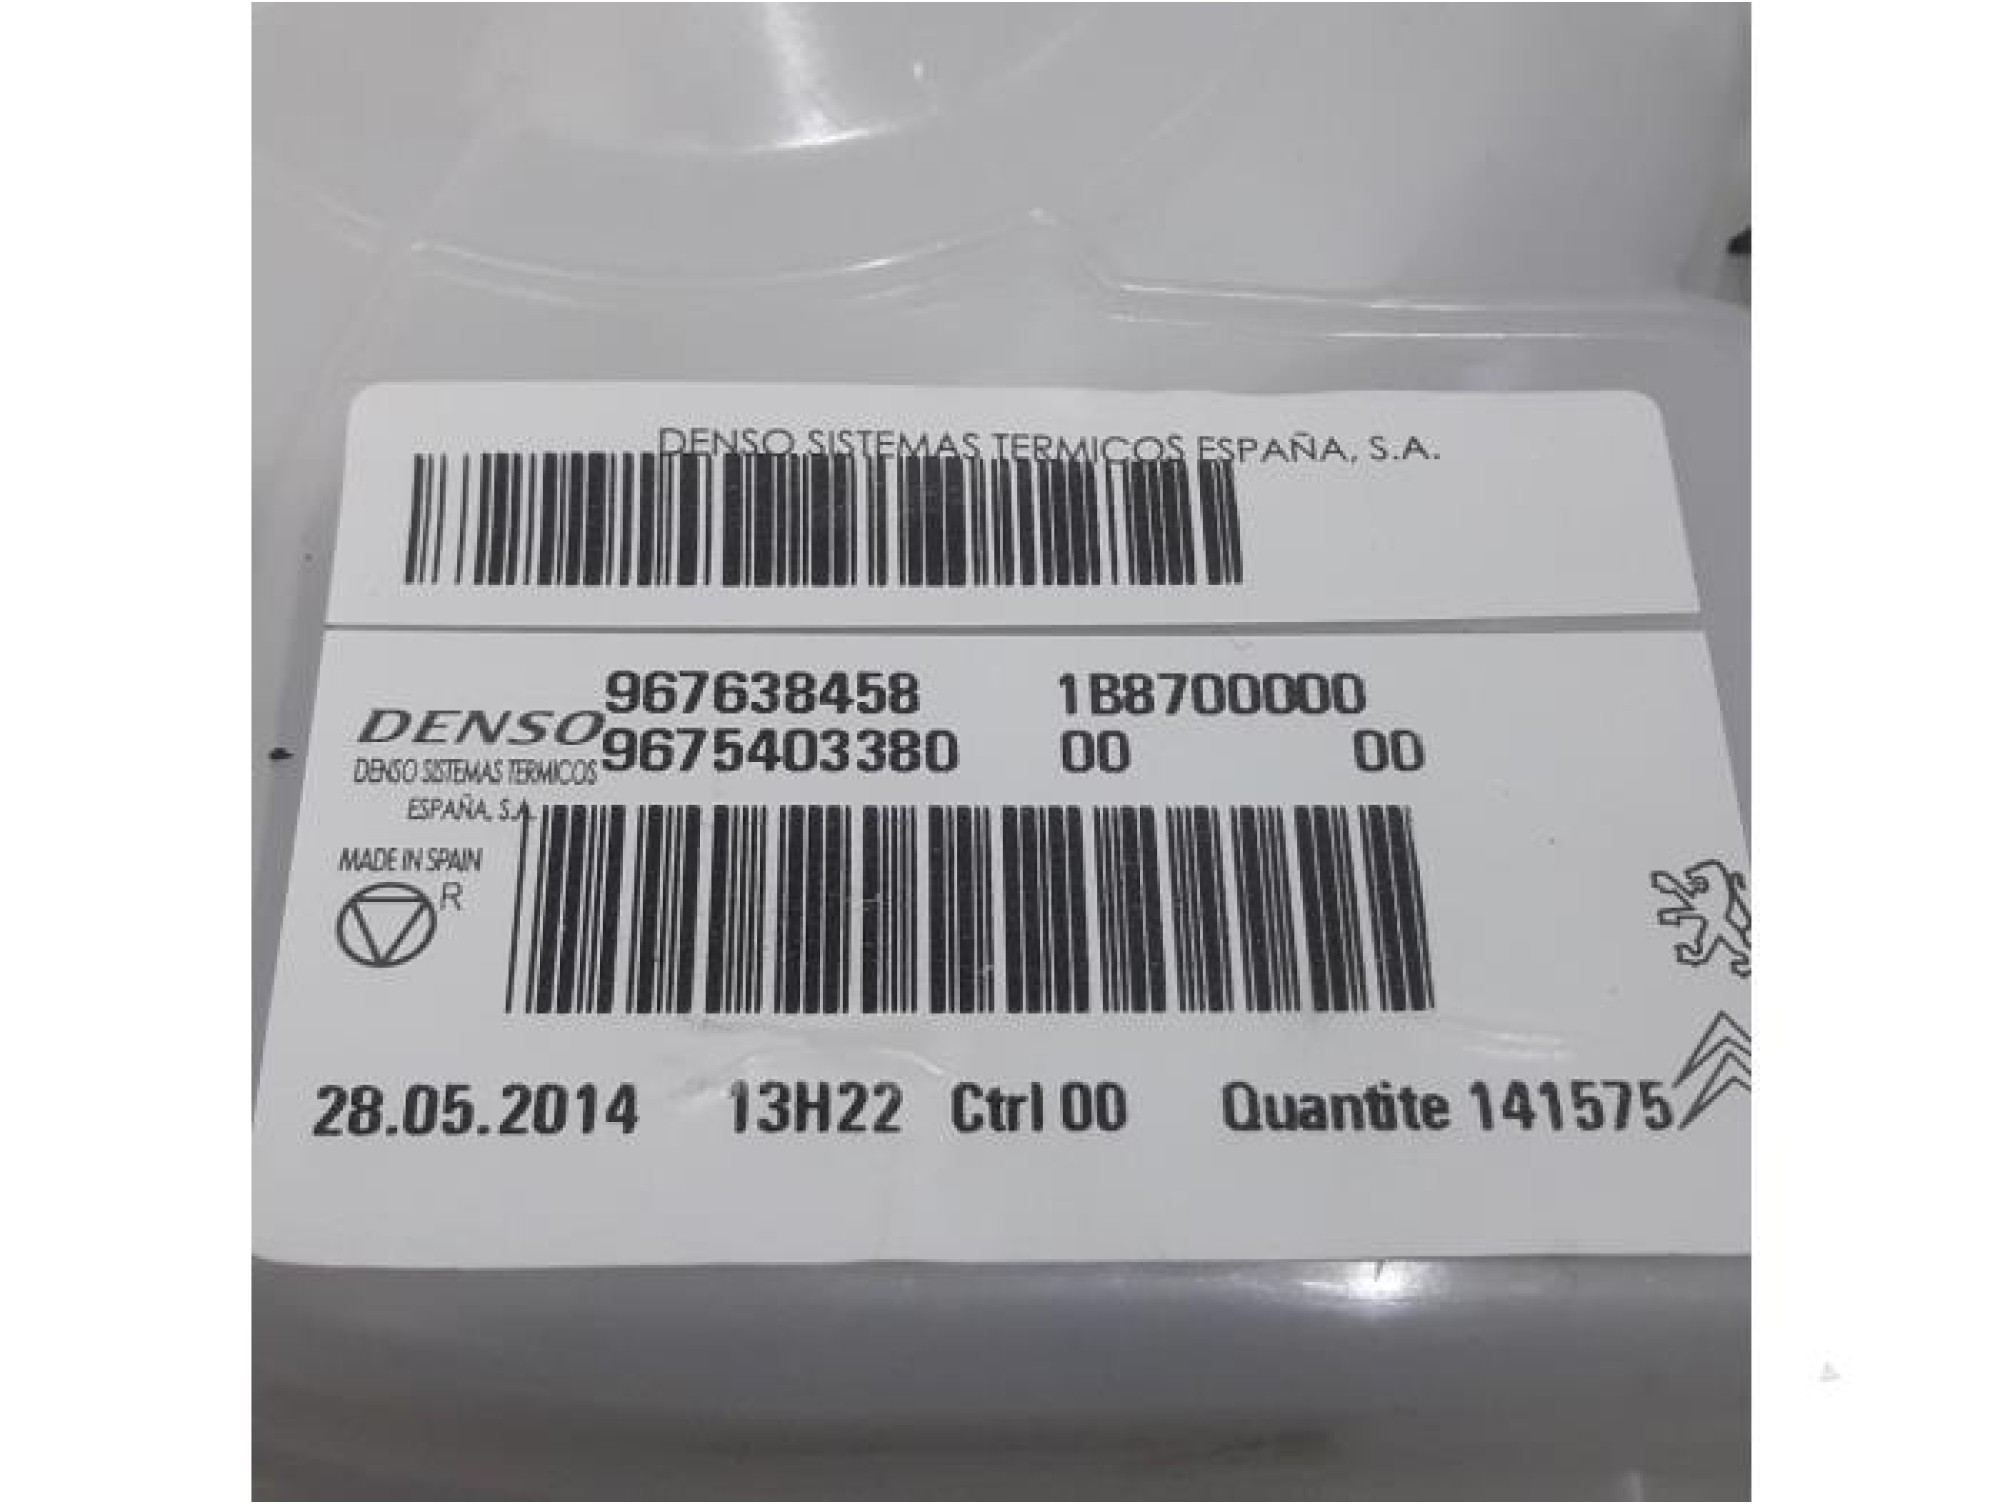 DENSO SISTEMAS TERMICOS ESPAÑA, S.A.
967638458 1B8700000
DENSO
9675403380 00 00
DENSO SISTEMAS TERMICOS
ESPAÑA, S.A.
MADE IN SPAIN
R
28.05.2014 13H22 Ctrl 00 Quantite 141575